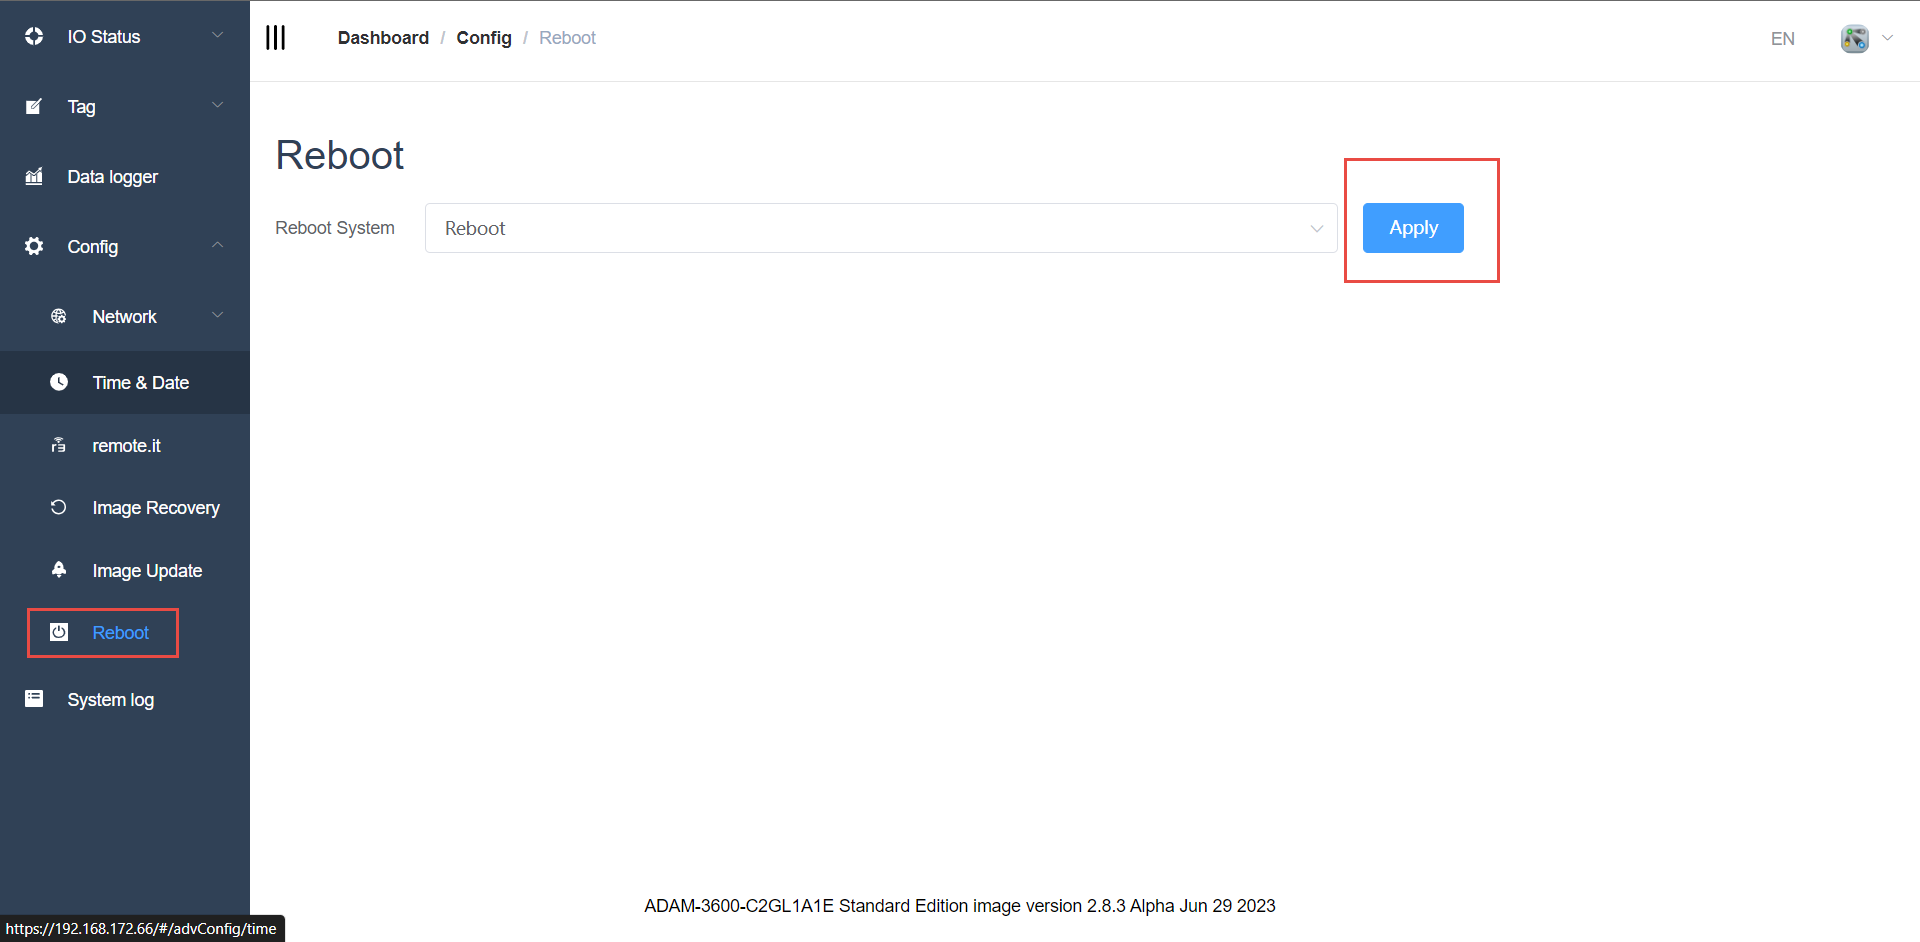 IO Status
Tag
Data logger
Config
Network
Time & Date
remote.it
Image Recovery
Image Update
Reboot
System log
Dashboard / Config / Reboot
EN
Reboot
Reboot System
Reboot
Apply
ADAM-3600-C2GL1A1E Standard Edition image version 2.8.3 Alpha Jun 29 2023
https://192.168.172.66/#/advConfig/time